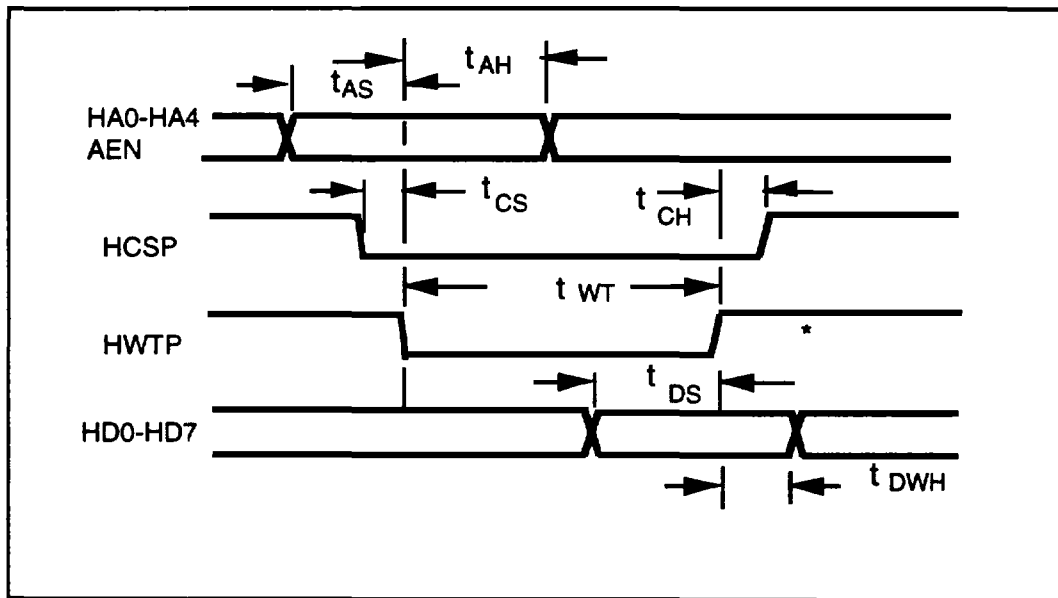 tAH
tAS
HA0-HA4
AEN
tCS
tCH
HCSP
tWT
HWTP
*
tDS
HD0-HD7
tDWH